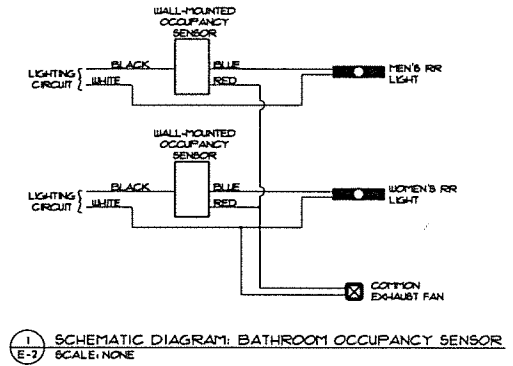 WALL-MOUNTED
OCCUPANCY
SENSOR
BLACK
BLUE
LIGHTING
CIRCUIT
WHITE
RED
MEN'S RR
LIGHT
WALL-MOUNTED
OCCUPANCY
SENSOR
BLACK
BLUE
LIGHTING
CIRCUIT
WHITE
RED
WOMEN'S RR
LIGHT
COMMON
EXHAUST FAN
1
E-2
SCHEMATIC DIAGRAM: BATHROOM OCCUPANCY SENSOR
SCALE: NONE